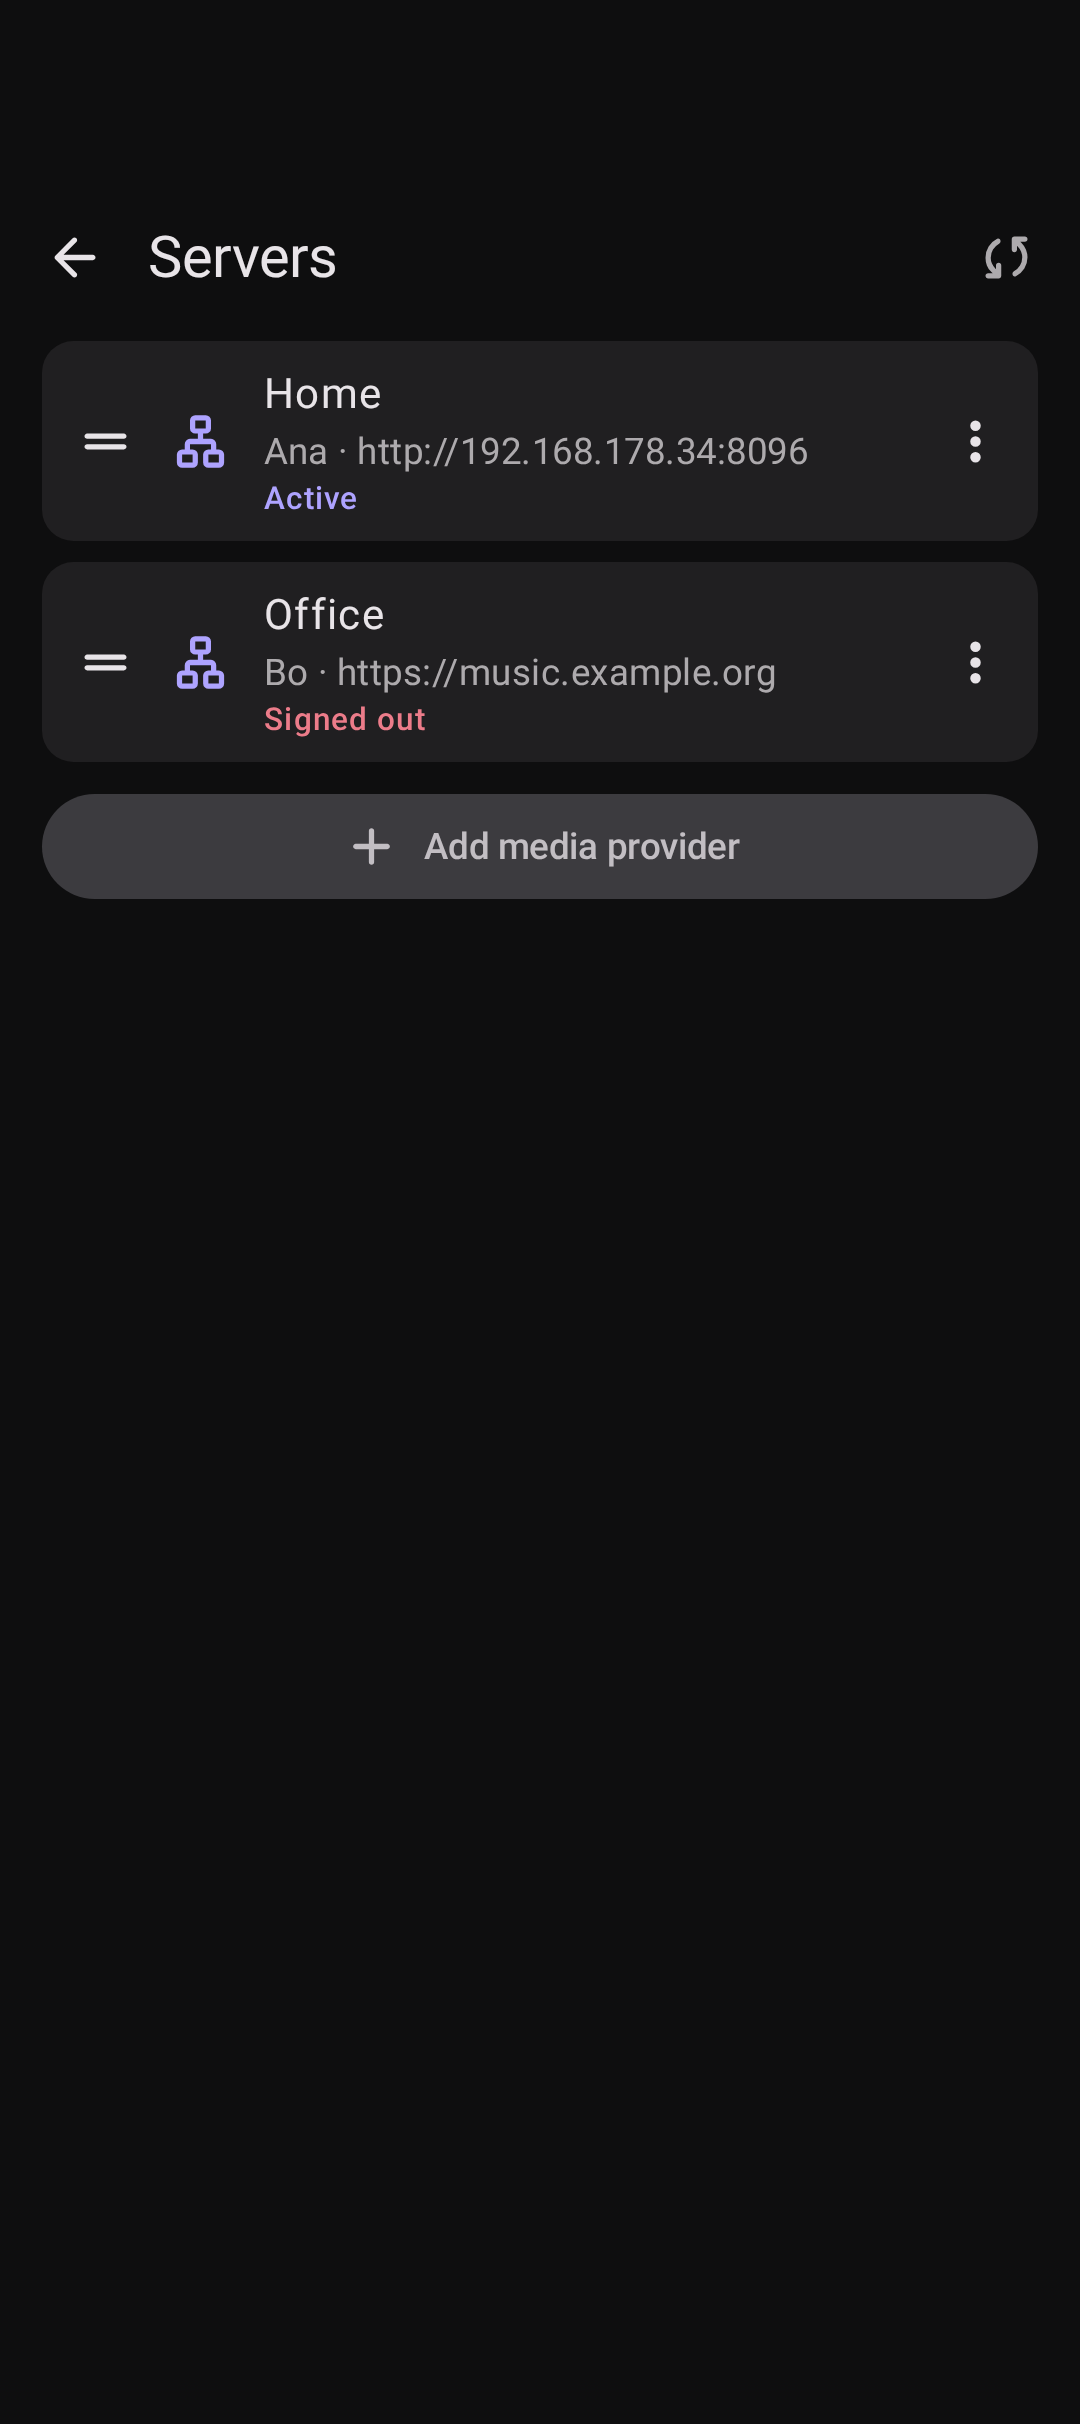 Servers
Home
Ana · http://192.168.178.34:8096
Active
Office
Bo · https://music.example.org
Signed out
Add media provider